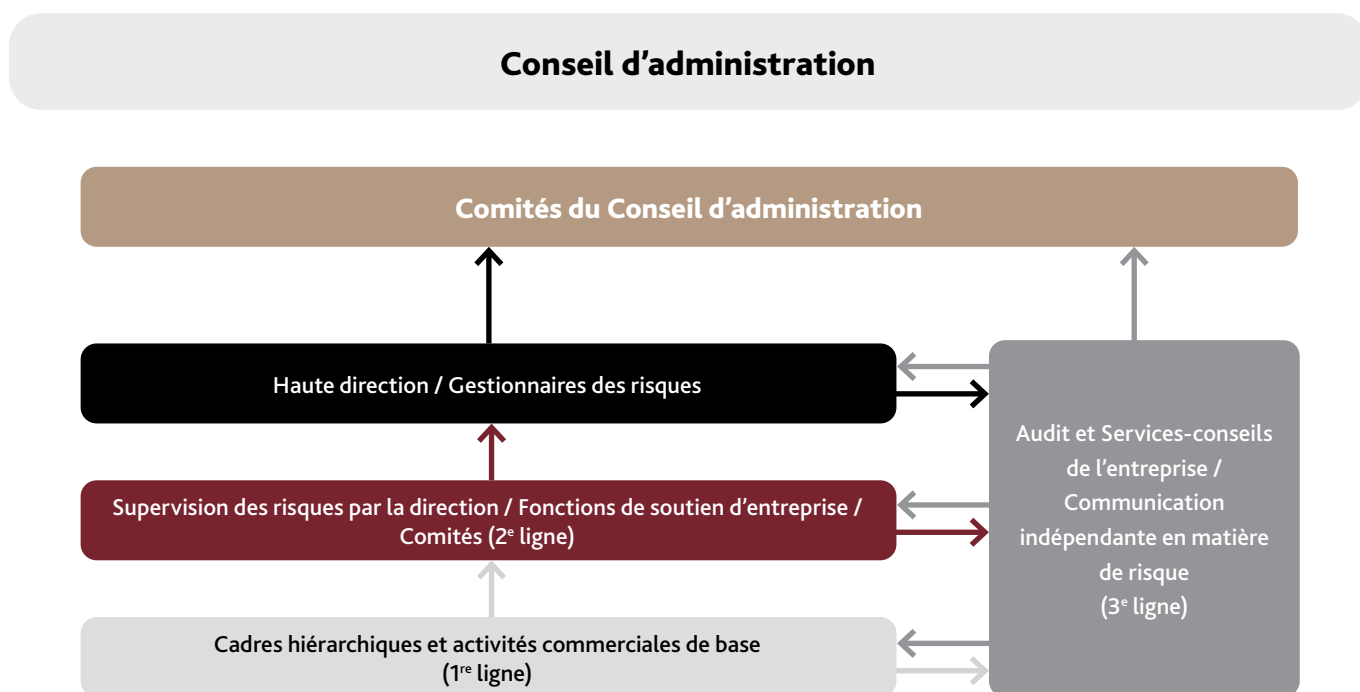 Conseil d'administration
Comités du Conseil d'administration
Haute direction / Gestionnaires des risques
Supervision des risques par la direction / Fonctions de soutien d'entreprise /
Comités (2e ligne)
Cadres hiérarchiques et activités commerciales de base
(1re ligne)
Audit et Services-conseils
de l'entreprise /
Communication
indépendante en matière
de risque
(3e ligne)